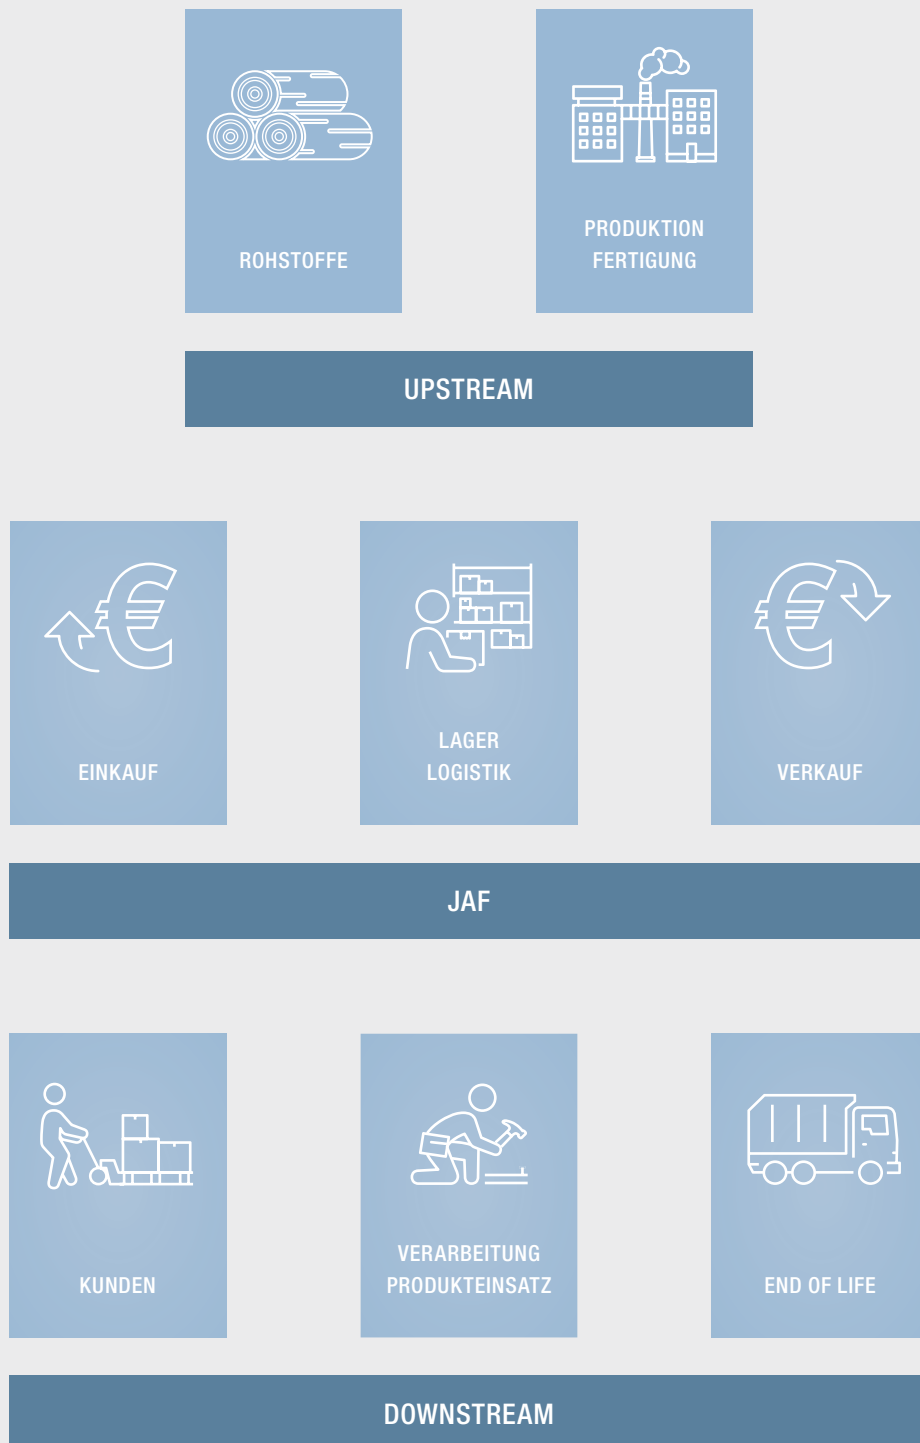 ROHSTOFFE
PRODUKTION
FERTIGUNG
UPSTREAM
EINKAUF
LAGER
LOGISTIK
VERKAUF
JAF
KUNDEN
VERARBEITUNG
PRODUKTEINSATZ
END OF LIFE
DOWNSTREAM